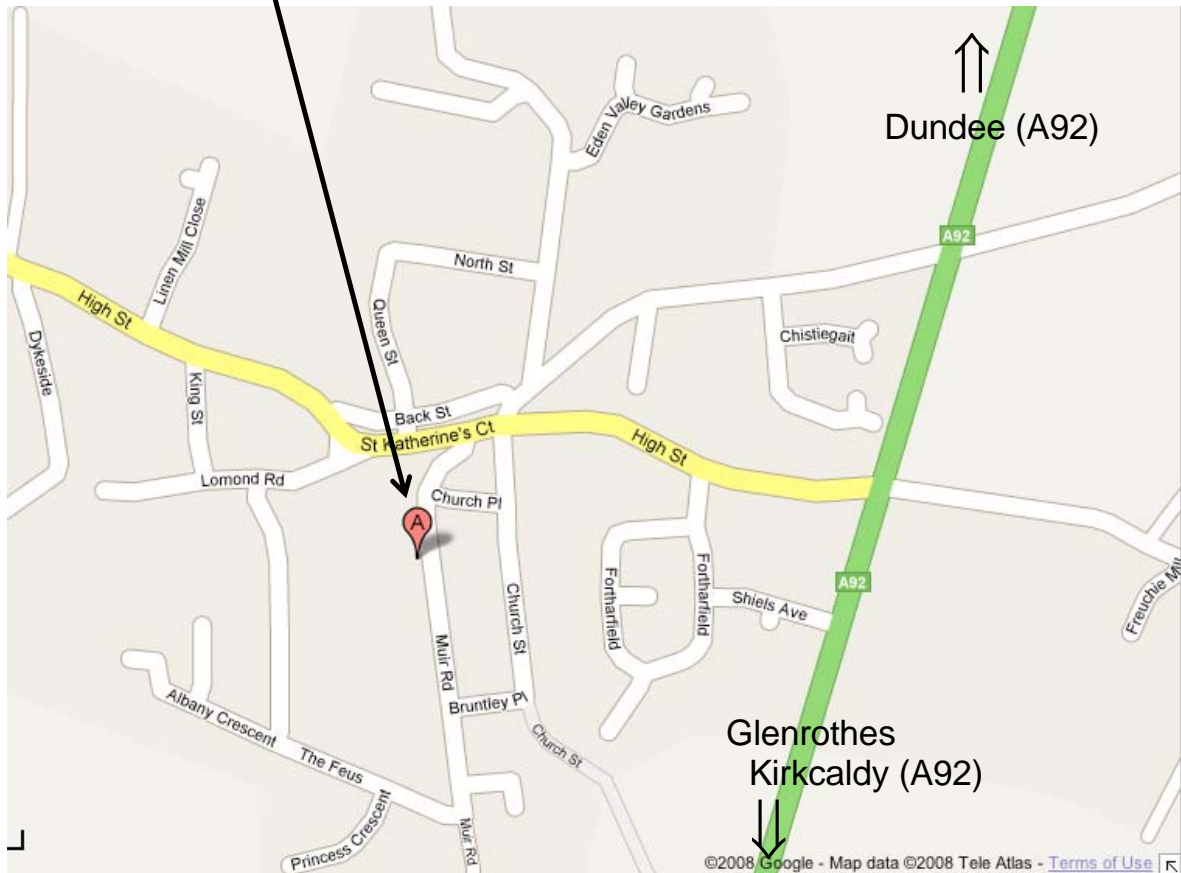 Eden Valley Gardens
Dundee (A92)
Linen Mill Close
A92
North St
High St
Queen St
Chistiegait
Dykeside
King St
Back St
St Katherine's Ct
High St
Lomond Rd
Church Pl
A
A92
Fortharfield
Fortharfield
Shiels Ave
Church St
Freuchie Mill
Muir Rd
Bruntley Pl
Albany Crescent
Church St
Glenrothes
Kirkcaldy (A92)
The Feus
Princess Crescent
Muir Rd
©2008 Google - Map data ©2008 Tele Atlas - Terms of Use